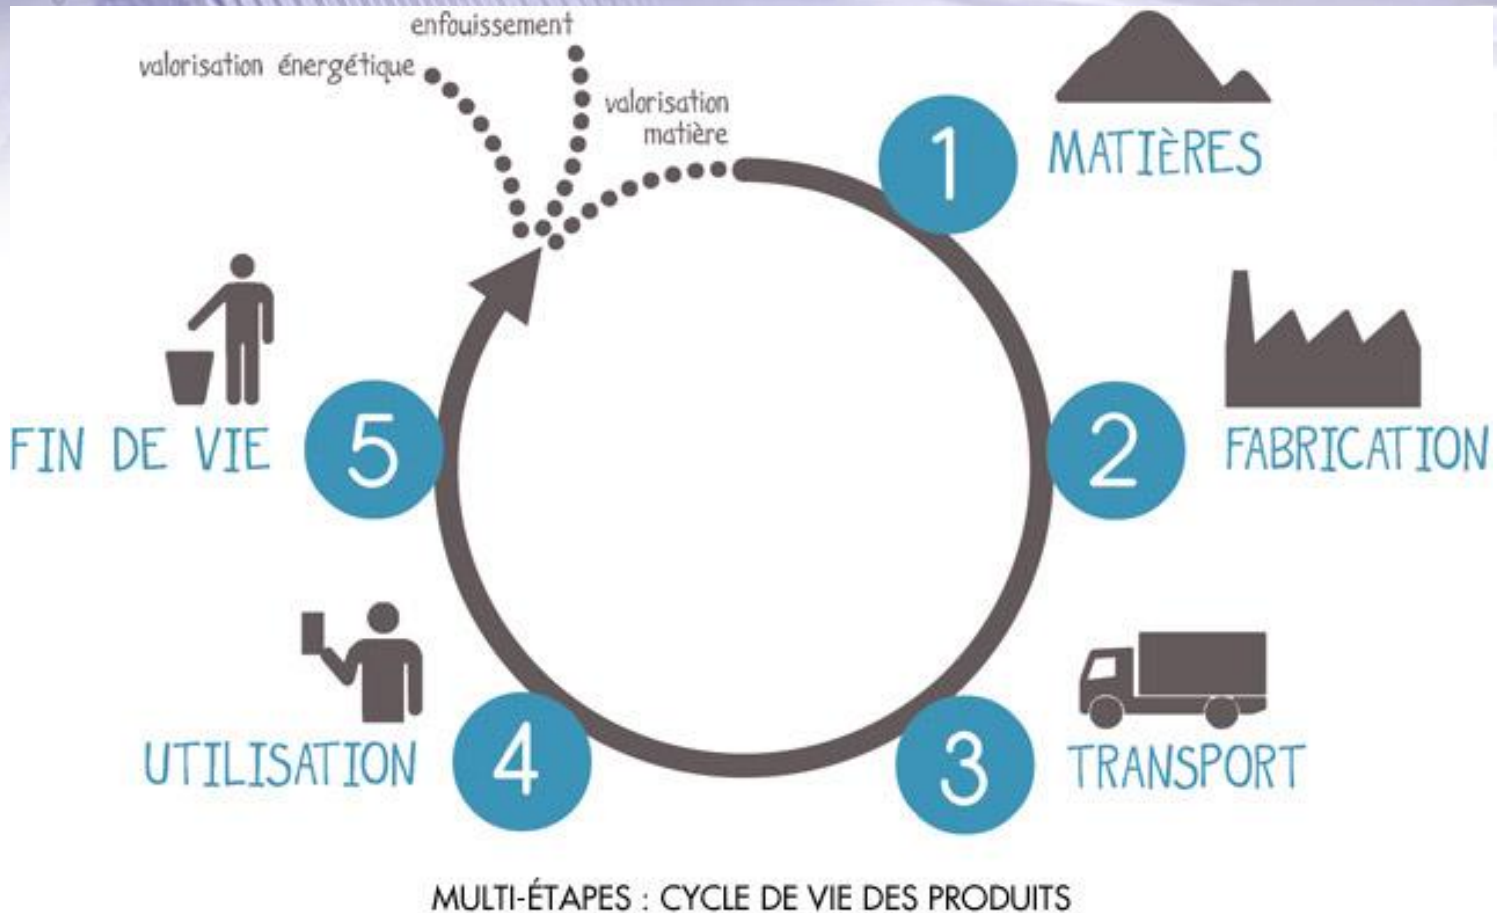 enfouissement
valorisation énergétique
valorisation
matière
1
MATIÈRES
2
FABRICATION
3
TRANSPORT
4
UTILISATION
5
FIN DE VIE
MULTI-ÉTAPES : CYCLE DE VIE DES PRODUITS